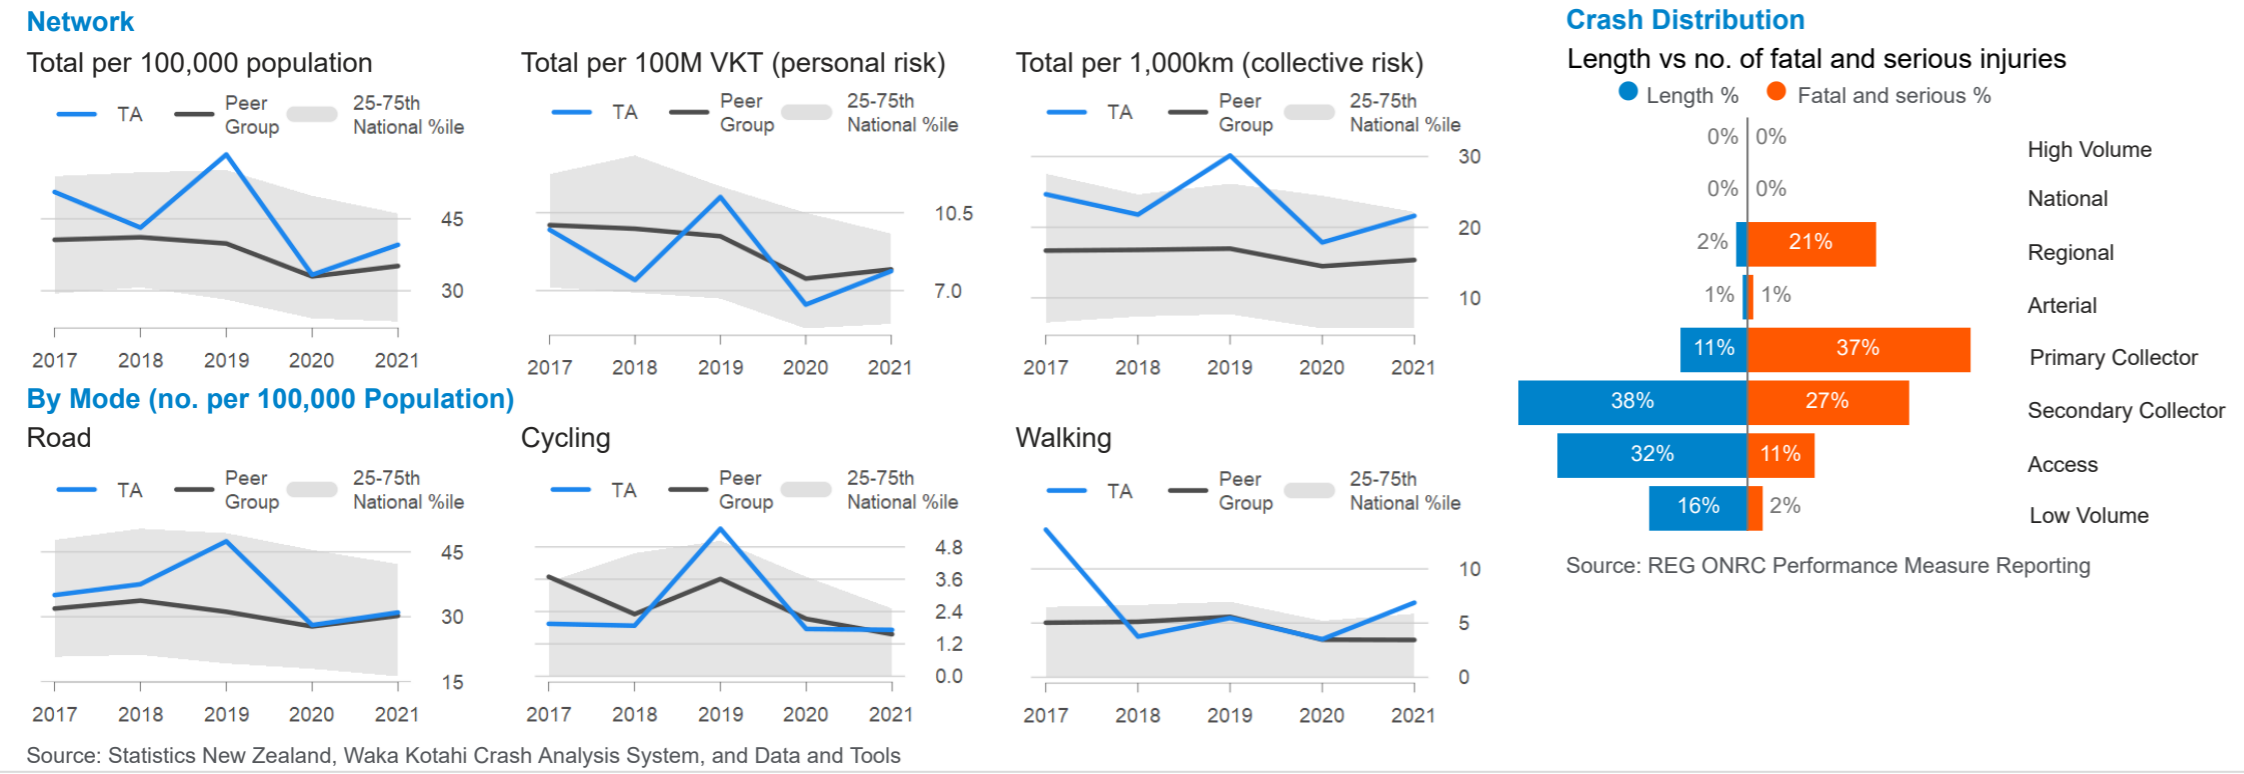 Network
Total per 100,000 population
TA
Peer
Group
25-75th
National %ile
45
30
2017 2018 2019 2020 2021
Total per 100M VKT (personal risk)
TA
Peer
Group
25-75th
National %ile
10.5
7.0
2017 2018 2019 2020 2021
Total per 1,000km (collective risk)
TA
Peer
Group
25-75th
National %ile
30
20
10
2017 2018 2019 2020 2021
By Mode (no. per 100,000 Population)
Road
TA
Peer
Group
25-75th
National %ile
45
30
15
2017 2018 2019 2020 2021
Cycling
TA
Peer
Group
25-75th
National %ile
4.8
3.6
2.4
1.2
0.0
2017 2018 2019 2020 2021
Walking
TA
Peer
Group
25-75th
National %ile
10
5
0
2017 2018 2019 2020 2021
Source: Statistics New Zealand, Waka Kotahi Crash Analysis System, and Data and Tools
Crash Distribution
Length vs no. of fatal and serious injuries
Length % Fatal and serious %
0% 0% High Volume
0% 0% National
2% 21% Regional
1% 1% Arterial
11% 37% Primary Collector
38% 27% Secondary Collector
32% 11% Access
16% 2% Low Volume
Source: REG ONRC Performance Measure Reporting